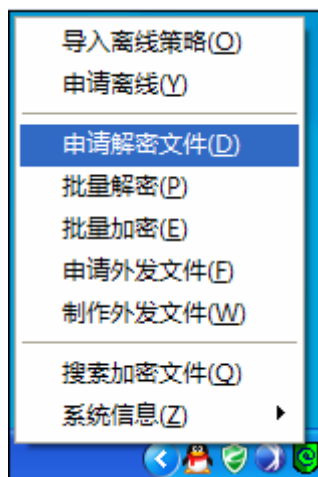 导入离线策略(O)
申请离线(Y)
申请解密文件(D)
批量解密(P)
批量加密(E)
申请外发文件(F)
制作外发文件(W)
搜索加密文件(Q)
系统信息(Z)